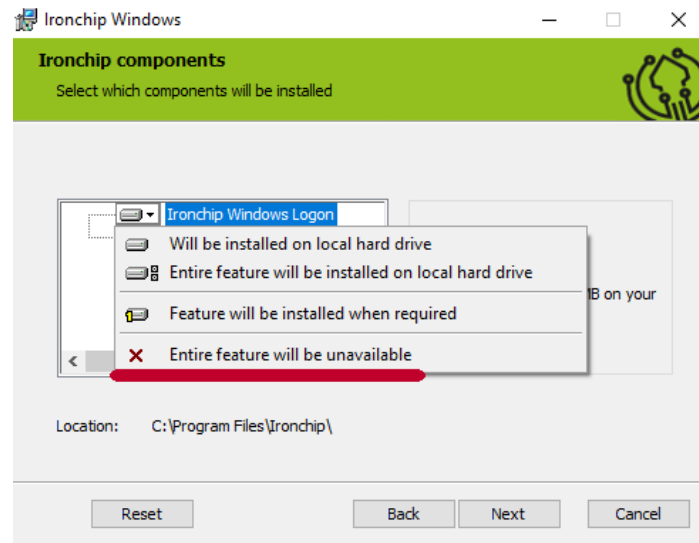 Ironchip Windows
Ironchip components
Select which components will be installed
Ironchip Windows Logon
Will be installed on local hard drive
Entire feature will be installed on local hard drive
Feature will be installed when required
Entire feature will be unavailable
on your
Location: C:\Program Files\Ironchip\
Reset Back Next Cancel